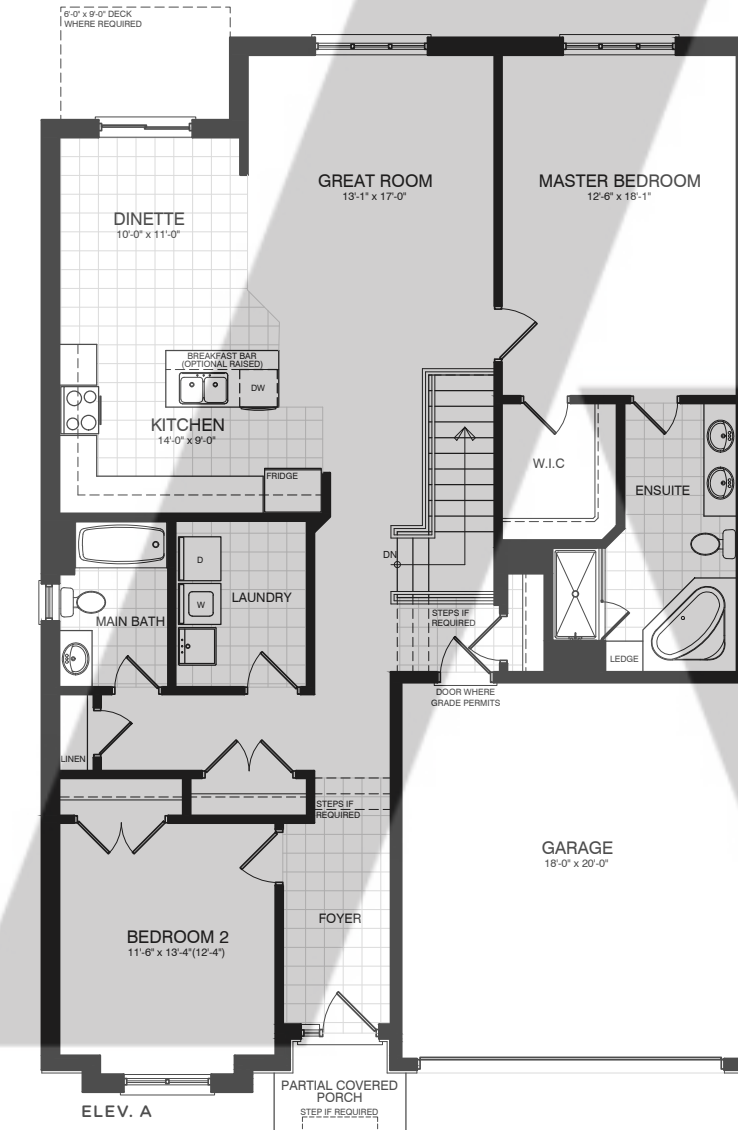 6'-0" x 9'-0" DECK
WHERE REQUIRED
GREAT ROOM
13'-1" x 17'-0"
MASTER BEDROOM
12'-6" x 18'-1"
DINETTE
10'-0" x 11'-0"
BREAKFAST BAR
(OPTIONAL RAISED)
DW
KITCHEN
14'-0" x 9'-0"
FRIDGE
W.I.C
ENSUITE
D
DN
W
LAUNDRY
MAIN BATH
STEPS IF
REQUIRED
LEDGE
DOOR WHERE
GRADE PERMITS
LINEN
STEPS IF
REQUIRED
GARAGE
18'-0" x 20'-0"
FOYER
BEDROOM 2
11'-6" x 13'-4"(12'-4")
PARTIAL COVERED
PORCH
STEP IF REQUIRED
ELEV. A